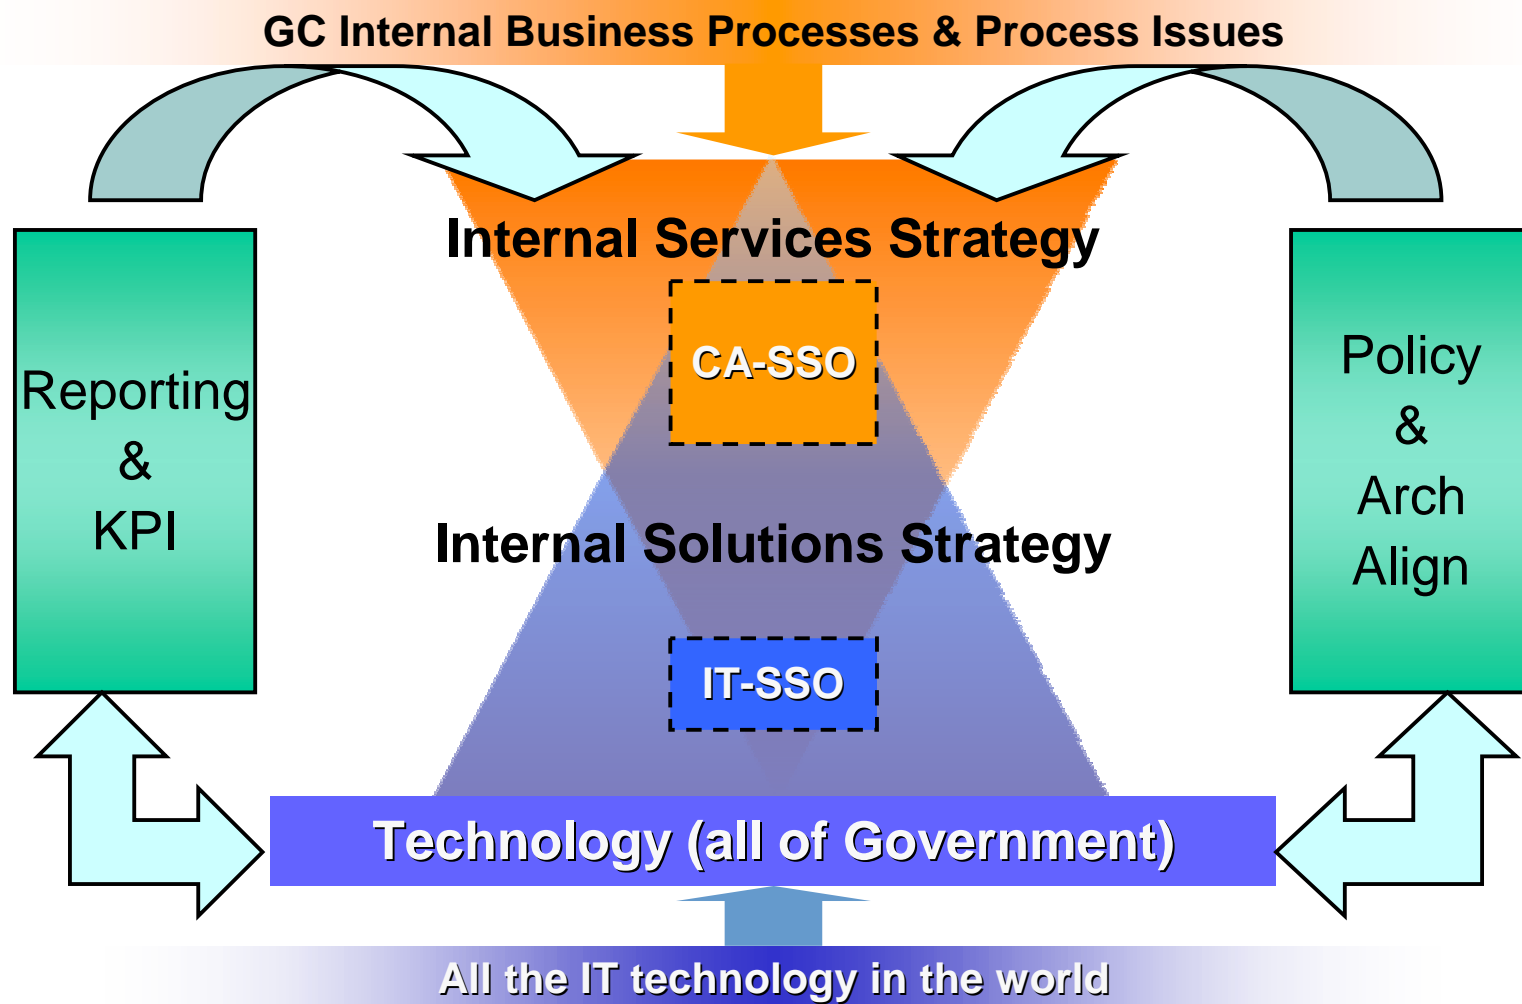 GC Internal Business Processes & Process Issues
Internal Services Strategy
CA-SSO
Reporting
&
KPI
Policy
&
Arch
Align
Internal Solutions Strategy
IT-SSO
Technology (all of Government)
All the IT technology in the world